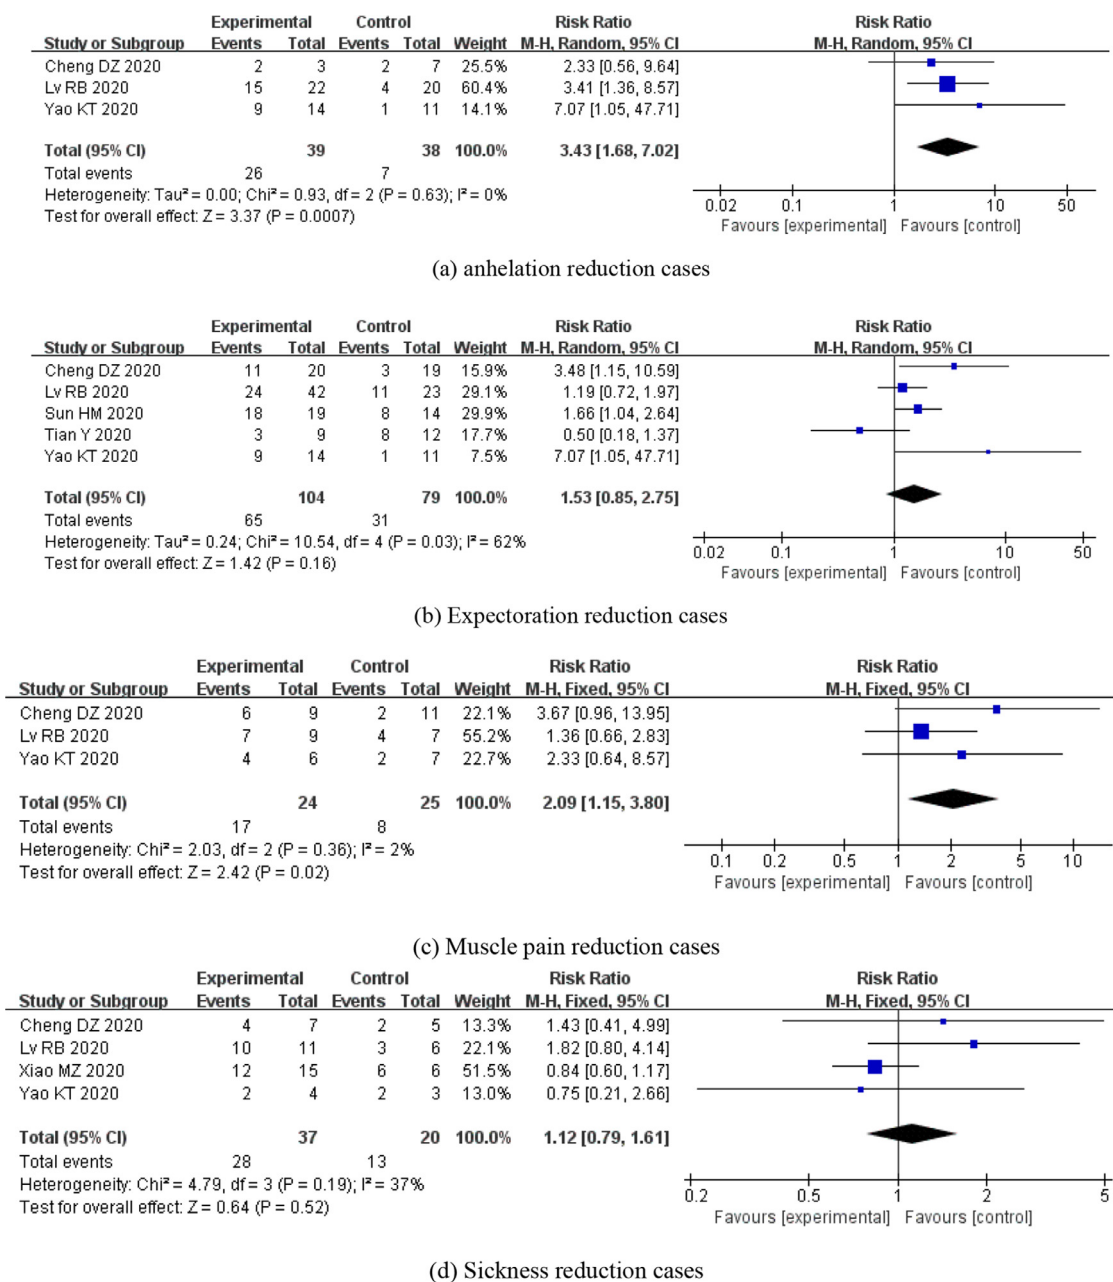 Experimental Control Risk Ratio Risk Ratio
Study or Subgroup Events Total Events Total Weight M-H, Random, 95% CI M-H, Random, 95% CI
Cheng DZ 2020 2 3 2 7 25.5% 2.33 [0.56, 9.64]
Lv RB 2020 15 22 4 20 60.4% 3.41 [1.36, 8.57]
Yao KT 2020 9 14 1 11 14.1% 7.07 [1.05, 47.71]
Total (95% CI) 39 38 100.0% 3.43 [1.68, 7.02]
Total events 26 7
Heterogeneity: Tau² = 0.00; Chi² = 0.93, df = 2 (P = 0.63); I² = 0%
Test for overall effect: Z = 3.37 (P = 0.0007)
0.02 0.1 1 10 50
Favours [experimental] Favours [control]
(a) anhelation reduction cases
Experimental Control Risk Ratio Risk Ratio
Study or Subgroup Events Total Events Total Weight M-H, Random, 95% CI M-H, Random, 95% CI
Cheng DZ 2020 11 20 3 19 15.9% 3.48 [1.15, 10.59]
Lv RB 2020 24 42 11 23 29.1% 1.19 [0.72, 1.97]
Sun HM 2020 18 19 8 14 29.9% 1.66 [1.04, 2.64]
Tian Y 2020 3 9 8 12 17.7% 0.50 [0.18, 1.37]
Yao KT 2020 9 14 1 11 7.5% 7.07 [1.05, 47.71]
Total (95% CI) 104 79 100.0% 1.53 [0.85, 2.75]
Total events 65 31
Heterogeneity: Tau² = 0.24; Chi² = 10.54, df = 4 (P = 0.03); I² = 62%
Test for overall effect: Z = 1.42 (P = 0.16)
0.02 0.1 1 10 50
Favours [experimental] Favours [control]
(b) Expectoration reduction cases
Experimental Control Risk Ratio Risk Ratio
Study or Subgroup Events Total Events Total Weight M-H, Fixed, 95% CI M-H, Fixed, 95% CI
Cheng DZ 2020 6 9 2 11 22.1% 3.67 [0.96, 13.95]
Lv RB 2020 7 9 4 7 55.2% 1.36 [0.66, 2.83]
Yao KT 2020 4 6 2 7 22.7% 2.33 [0.64, 8.57]
Total (95% CI) 24 25 100.0% 2.09 [1.15, 3.80]
Total events 17 8
Heterogeneity: Chi² = 2.03, df = 2 (P = 0.36); I² = 2%
Test for overall effect: Z = 2.42 (P = 0.02)
0.1 0.2 0.5 1 2 5 10
Favours [experimental] Favours [control]
(c) Muscle pain reduction cases
Experimental Control Risk Ratio Risk Ratio
Study or Subgroup Events Total Events Total Weight M-H, Fixed, 95% CI M-H, Fixed, 95% CI
Cheng DZ 2020 4 7 2 5 13.3% 1.43 [0.41, 4.99]
Lv RB 2020 10 11 3 6 22.1% 1.82 [0.80, 4.14]
Xiao MZ 2020 12 15 6 6 51.5% 0.84 [0.60, 1.17]
Yao KT 2020 2 4 2 3 13.0% 0.75 [0.21, 2.66]
Total (95% CI) 37 20 100.0% 1.12 [0.79, 1.61]
Total events 28 13
Heterogeneity: Chi² = 4.79, df = 3 (P = 0.19); I² = 37%
Test for overall effect: Z = 0.64 (P = 0.52)
0.2 0.5 1 2 5
Favours [experimental] Favours [control]
(d) Sickness reduction cases